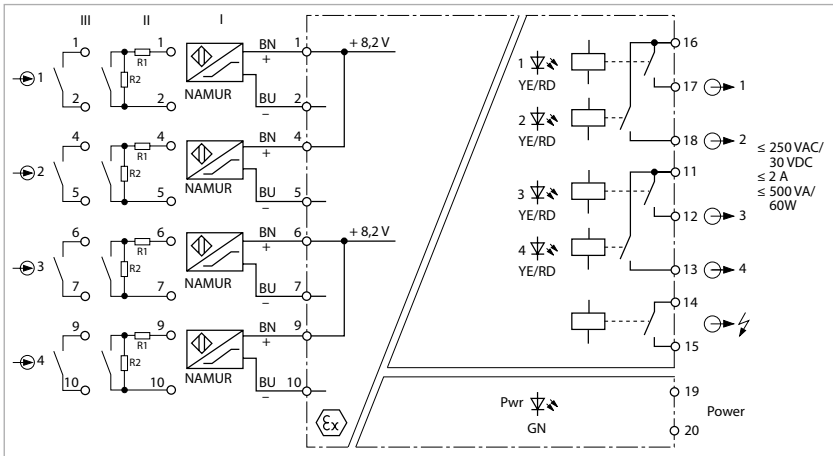 III II I
1 1 BN 1 + 8,2 V
R1 +
R2
1
2 2 NAMUR BU 2
–
4 4 BN 4
R1 +
R2
2
5 5 NAMUR BU 5
–
6 6 BN 6 + 8,2 V
R1 +
R2
3
7 7 NAMUR BU 7
–
9 9 BN 9
R1 +
R2
4
10 10 NAMUR BU 10
–
Ex
16
1
YE/RD
17 1
2
YE/RD
18 2
11
3
YE/RD
12 3
4
YE/RD
13 4
14
15
≤ 250 VAC/
30 VDC
≤ 2 A
≤ 500 VA/
60W
Pwr
GN
19
Power
20